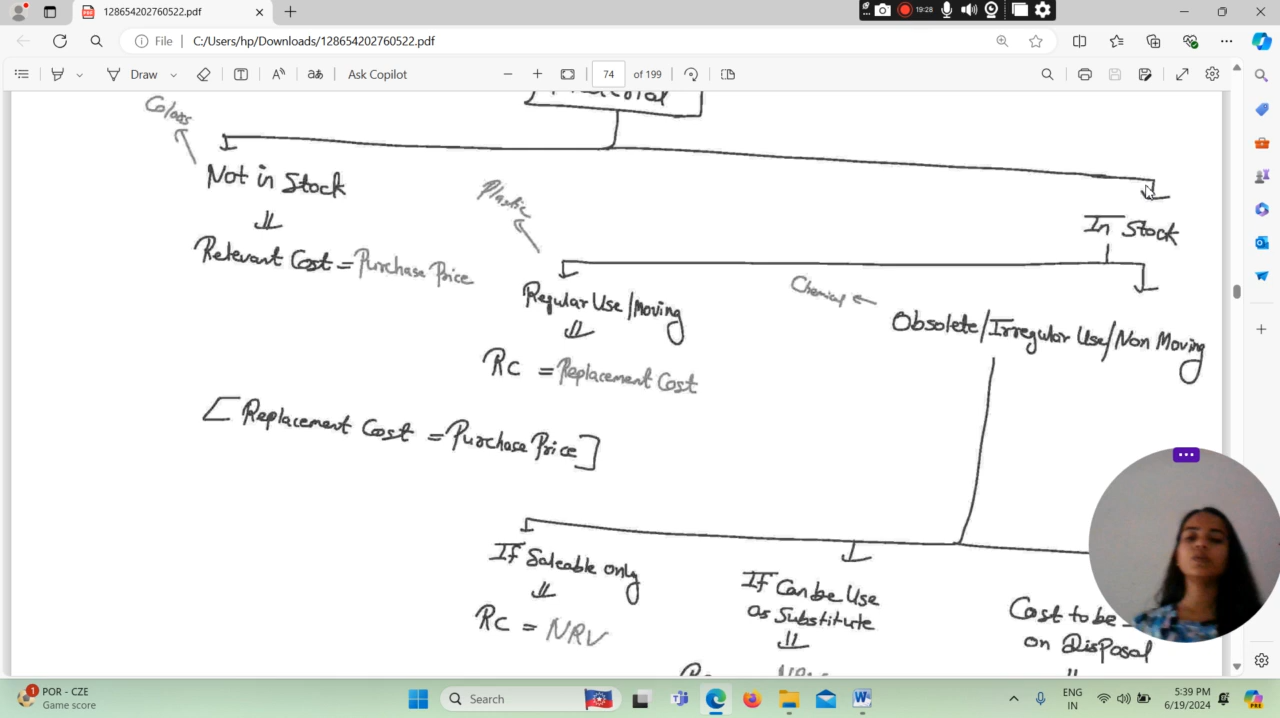 128654202760522.pdf
19:28
File
C:/Users/hp/Downloads/128654202760522.pdf
Draw
Ask Copilot
74
of 199
Not in Stock
Relevant Cost = Purchase Price
Plastic
In Stock
Regular Use/Moving
Rc = Replacement Cost
Chemical
Obsolete/Irregular Use/Non Moving
[Replacement Cost = Purchase Price]
If Saleable only
Rc = NRV
If Can be Use
as Substitute
Cost to be
on Disposal
POR - CZE
Game score
Search
ENG
IN
5:39 PM
6/19/2024